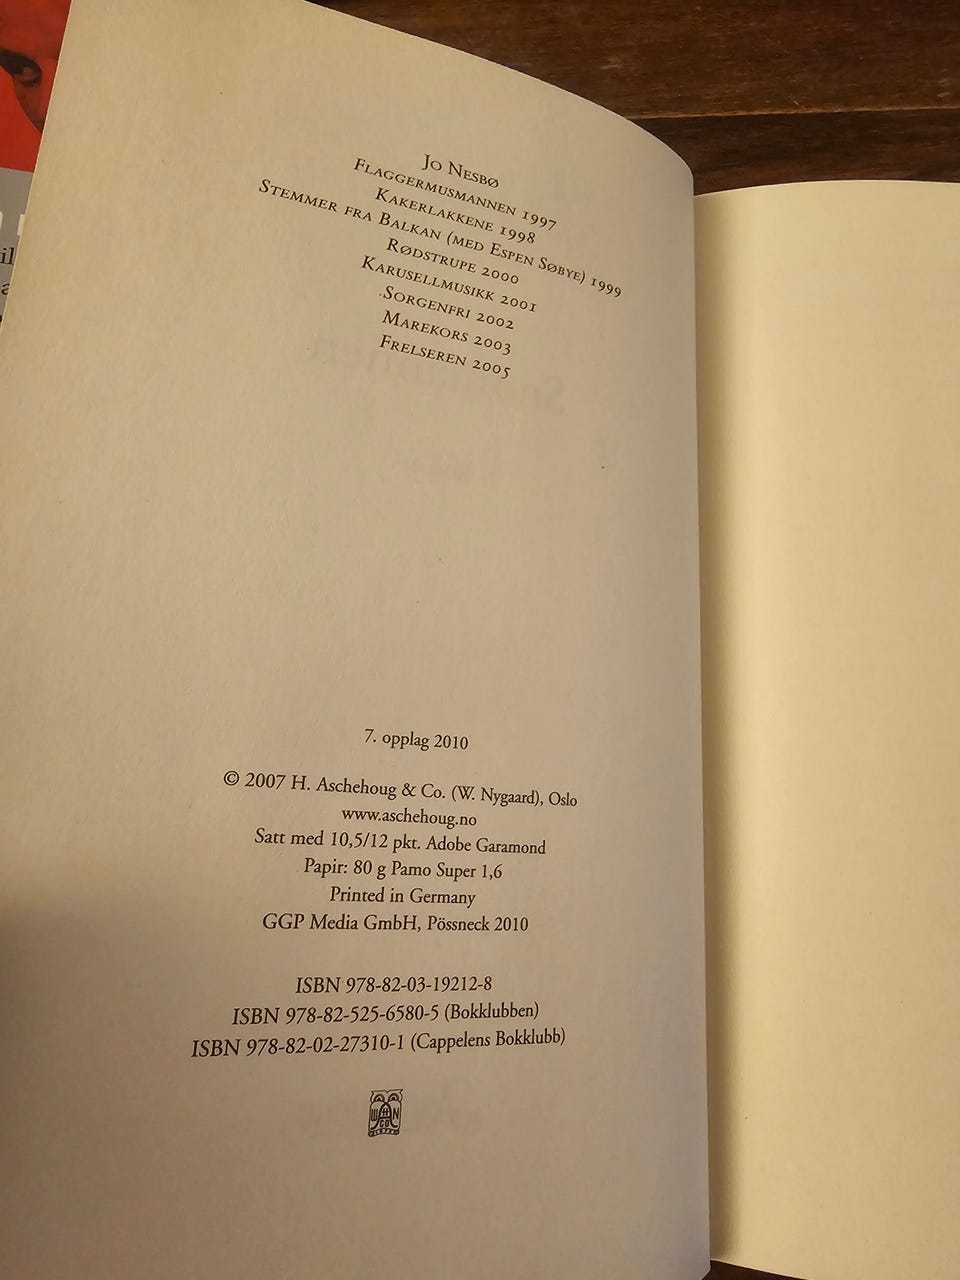 Jo Nesbø
Flaggermusmannen 1997
Kakerlakkene 1998
Stemmer fra Balkan (med Espen Søbye) 1999
Rødstrupe 2000
Karusellmusikk 2001
Sorgenfri 2002
Marekors 2003
Frelseren 2005
7. opplag 2010
© 2007 H. Aschehoug & Co. (W. Nygaard), Oslo
www.aschehoug.no
Satt med 10,5/12 pkt. Adobe Garamond
Papir: 80 g Pamo Super 1,6
Printed in Germany
GGP Media GmbH, Pössneck 2010
ISBN 978-82-03-19212-8
ISBN 978-82-525-6580-5 (Bokklubben)
ISBN 978-82-02-27310-1 (Cappelens Bokklubb)